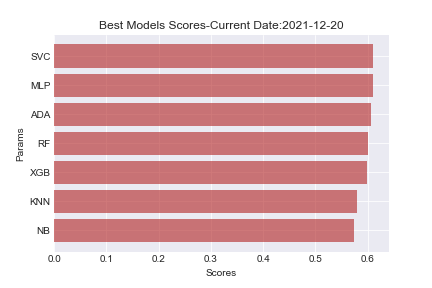 Best Models Scores-Current Date:2021-12-20
Params
SVC
MLP
ADA
RF
XGB
KNN
NB
0.0 0.1 0.2 0.3 0.4 0.5 0.6
Scores